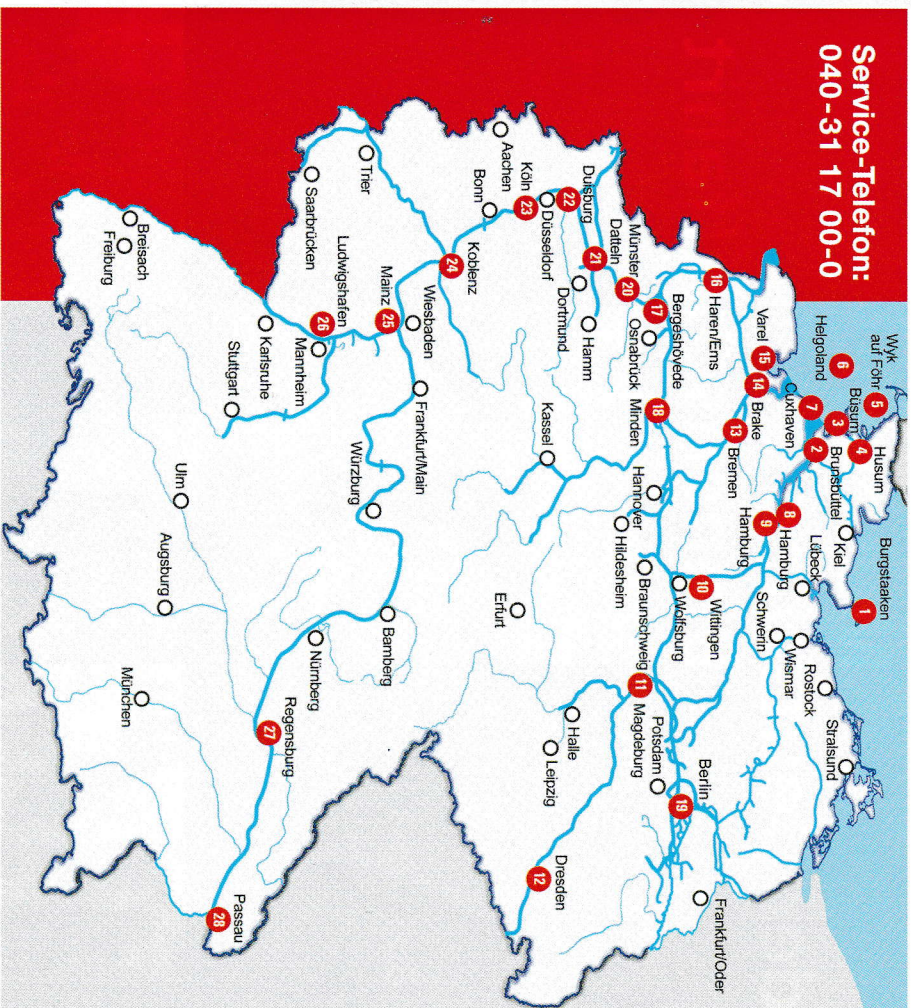 Service-Telefon:
040-31 17 00-0
Wyk
auf Föhr
5
Büsum
3
Husum
4
Helgoland
6
Cuxhaven
7
Brunsbüttel
2
Kiel
Burgstaaken
1
Hamburg
8
Hamburg
9
Lübeck
Schwerin
Wismar
Rostock
Stralsund
Varel
15
Brake
14
Bremen
13
Haren/Ems
16
Bergeshövede
17
Osnabrück
Münster
20
Datteln
21
Duisburg
22
Düsseldorf
Dortmund
Hamm
Minden
18
Hannover
Hildesheim
Braunschweig
Wolfsburg
Wittingen
10
Magdeburg
11
Potsdam
Berlin
19
Frankfurt/Oder
Halle
Leipzig
Dresden
12
Erfurt
Kassel
Köln
23
Aachen
Bonn
Koblenz
24
Trier
Saarbrücken
Wiesbaden
Mainz
25
Frankfurt/Main
Ludwigshafen
26
Mannheim
Karlsruhe
Stuttgart
Würzburg
Bamberg
Nürnberg
Regensburg
27
Passau
28
Breisach
Freiburg
Ulm
Augsburg
München